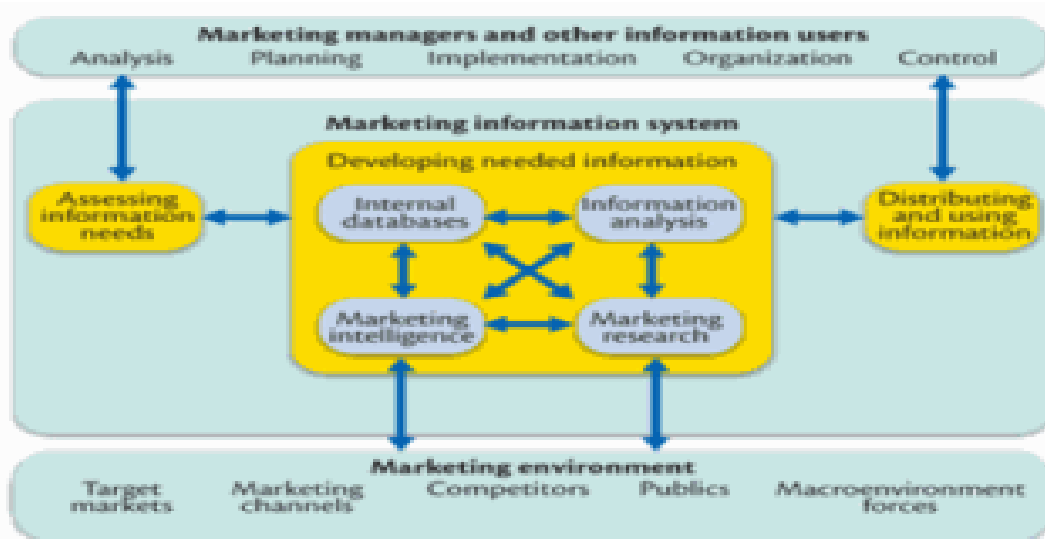 Marketing managers and other information users
Analysis Planning Implementation Organization Control
Marketing information system
Developing needed information
Assessing
information
needs
Internal
databases
Information
analysis
Distributing
and using
information
Marketing
intelligence
Marketing
research
Marketing environment
Target
markets
Marketing
channels
Competitors
Publics
Macroenvironment
forces